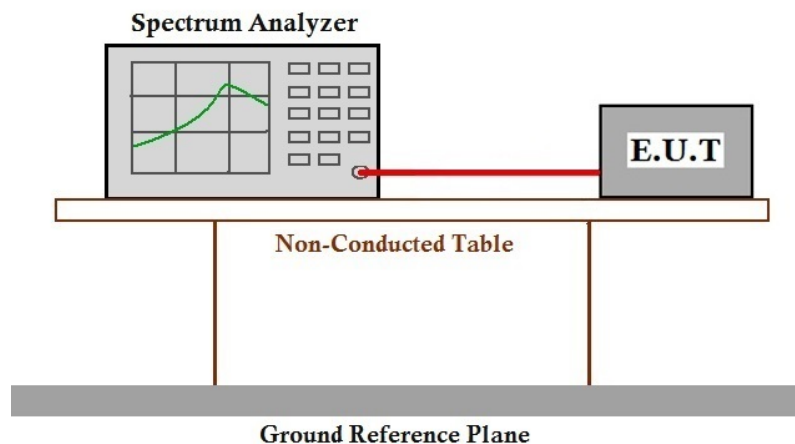 Spectrum Analyzer
E.U.T
Non-Conducted Table
Ground Reference Plane